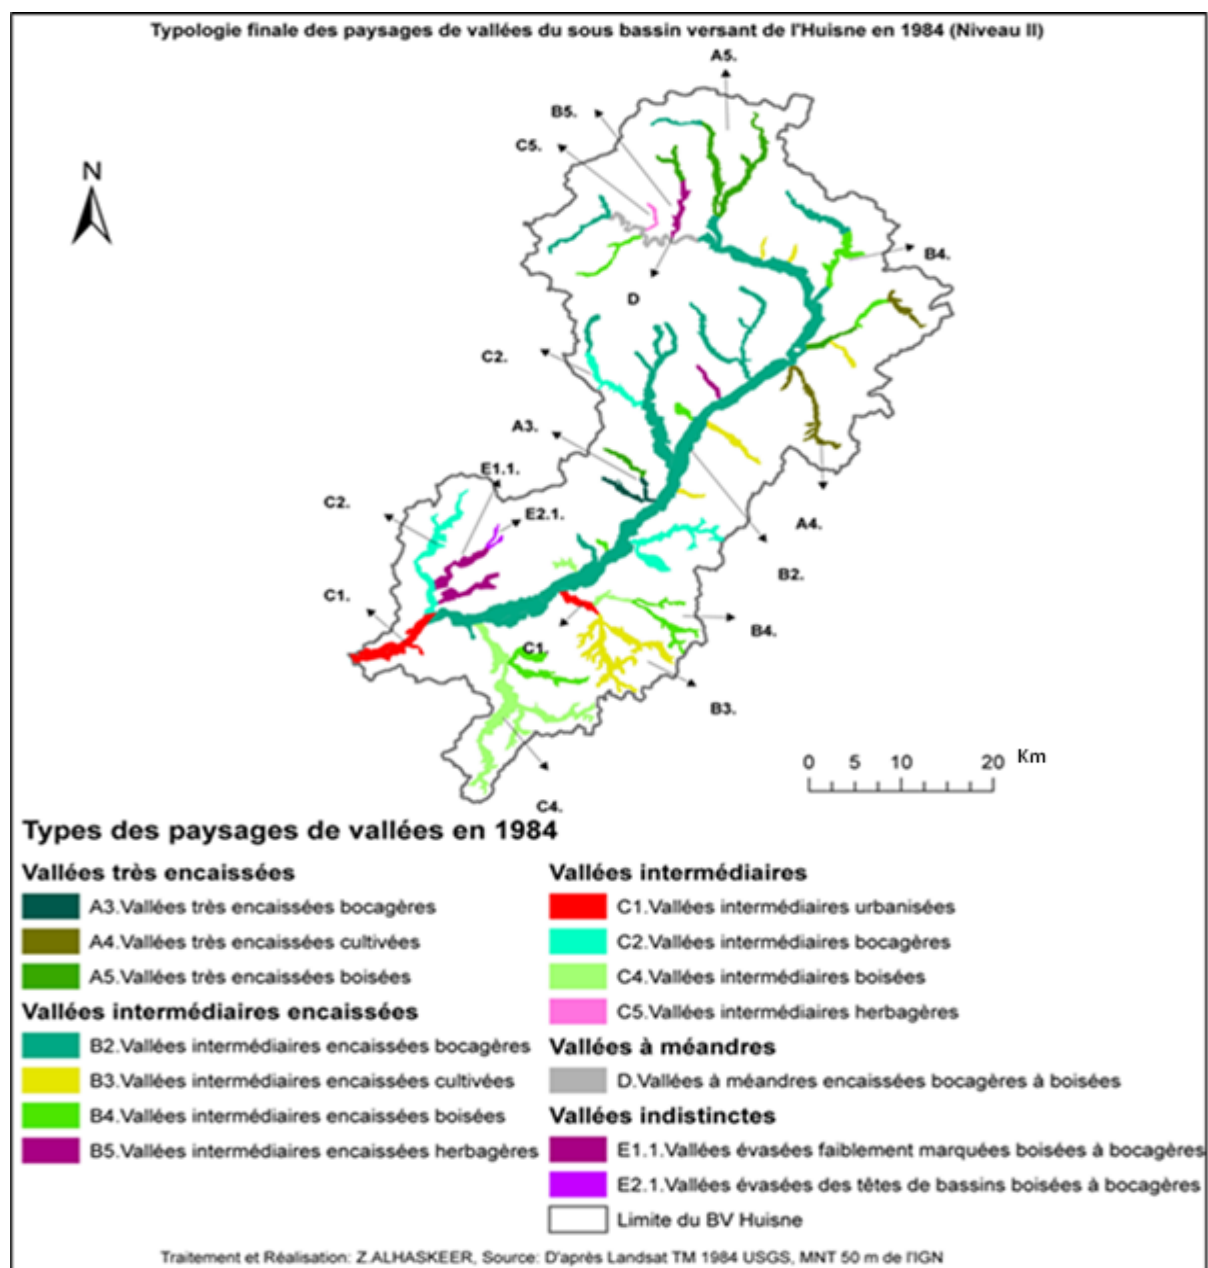 Typologie finale des paysages de vallées du sous bassin versant de l'Huisne en 1984 (Niveau II)
A5.
B5.
C5.
N
B4.
D
C2.
A3.
E1.1.
C2.
E2.1.
A4.
B2.
C1.
B4.
C1.
B3.
0 5 10 20 Km
C4.
Types des paysages de vallées en 1984
Vallées très encaissées
A3.Vallées très encaissées bocagères
A4.Vallées très encaissées cultivées
A5.Vallées très encaissées boisées
Vallées intermédiaires encaissées
B2.Vallées intermédiaires encaissées bocagères
B3.Vallées intermédiaires encaissées cultivées
B4.Vallées intermédiaires encaissées boisées
B5.Vallées intermédiaires encaissées herbagères
Vallées intermédiaires
C1.Vallées intermédiaires urbanisées
C2.Vallées intermédiaires bocagères
C4.Vallées intermédiaires boisées
C5.Vallées intermédiaires herbagères
Vallées à méandres
D.Vallées à méandres encaissées bocagères à boisées
Vallées indistinctes
E1.1.Vallées évasées faiblement marquées boisées à bocagères
E2.1.Vallées évasées des têtes de bassins boisées à bocagères
Limite du BV Huisne
Traitement et Réalisation: Z.ALHASKEER, Source: D'après Landsat TM 1984 USGS, MNT 50 m de l'IGN